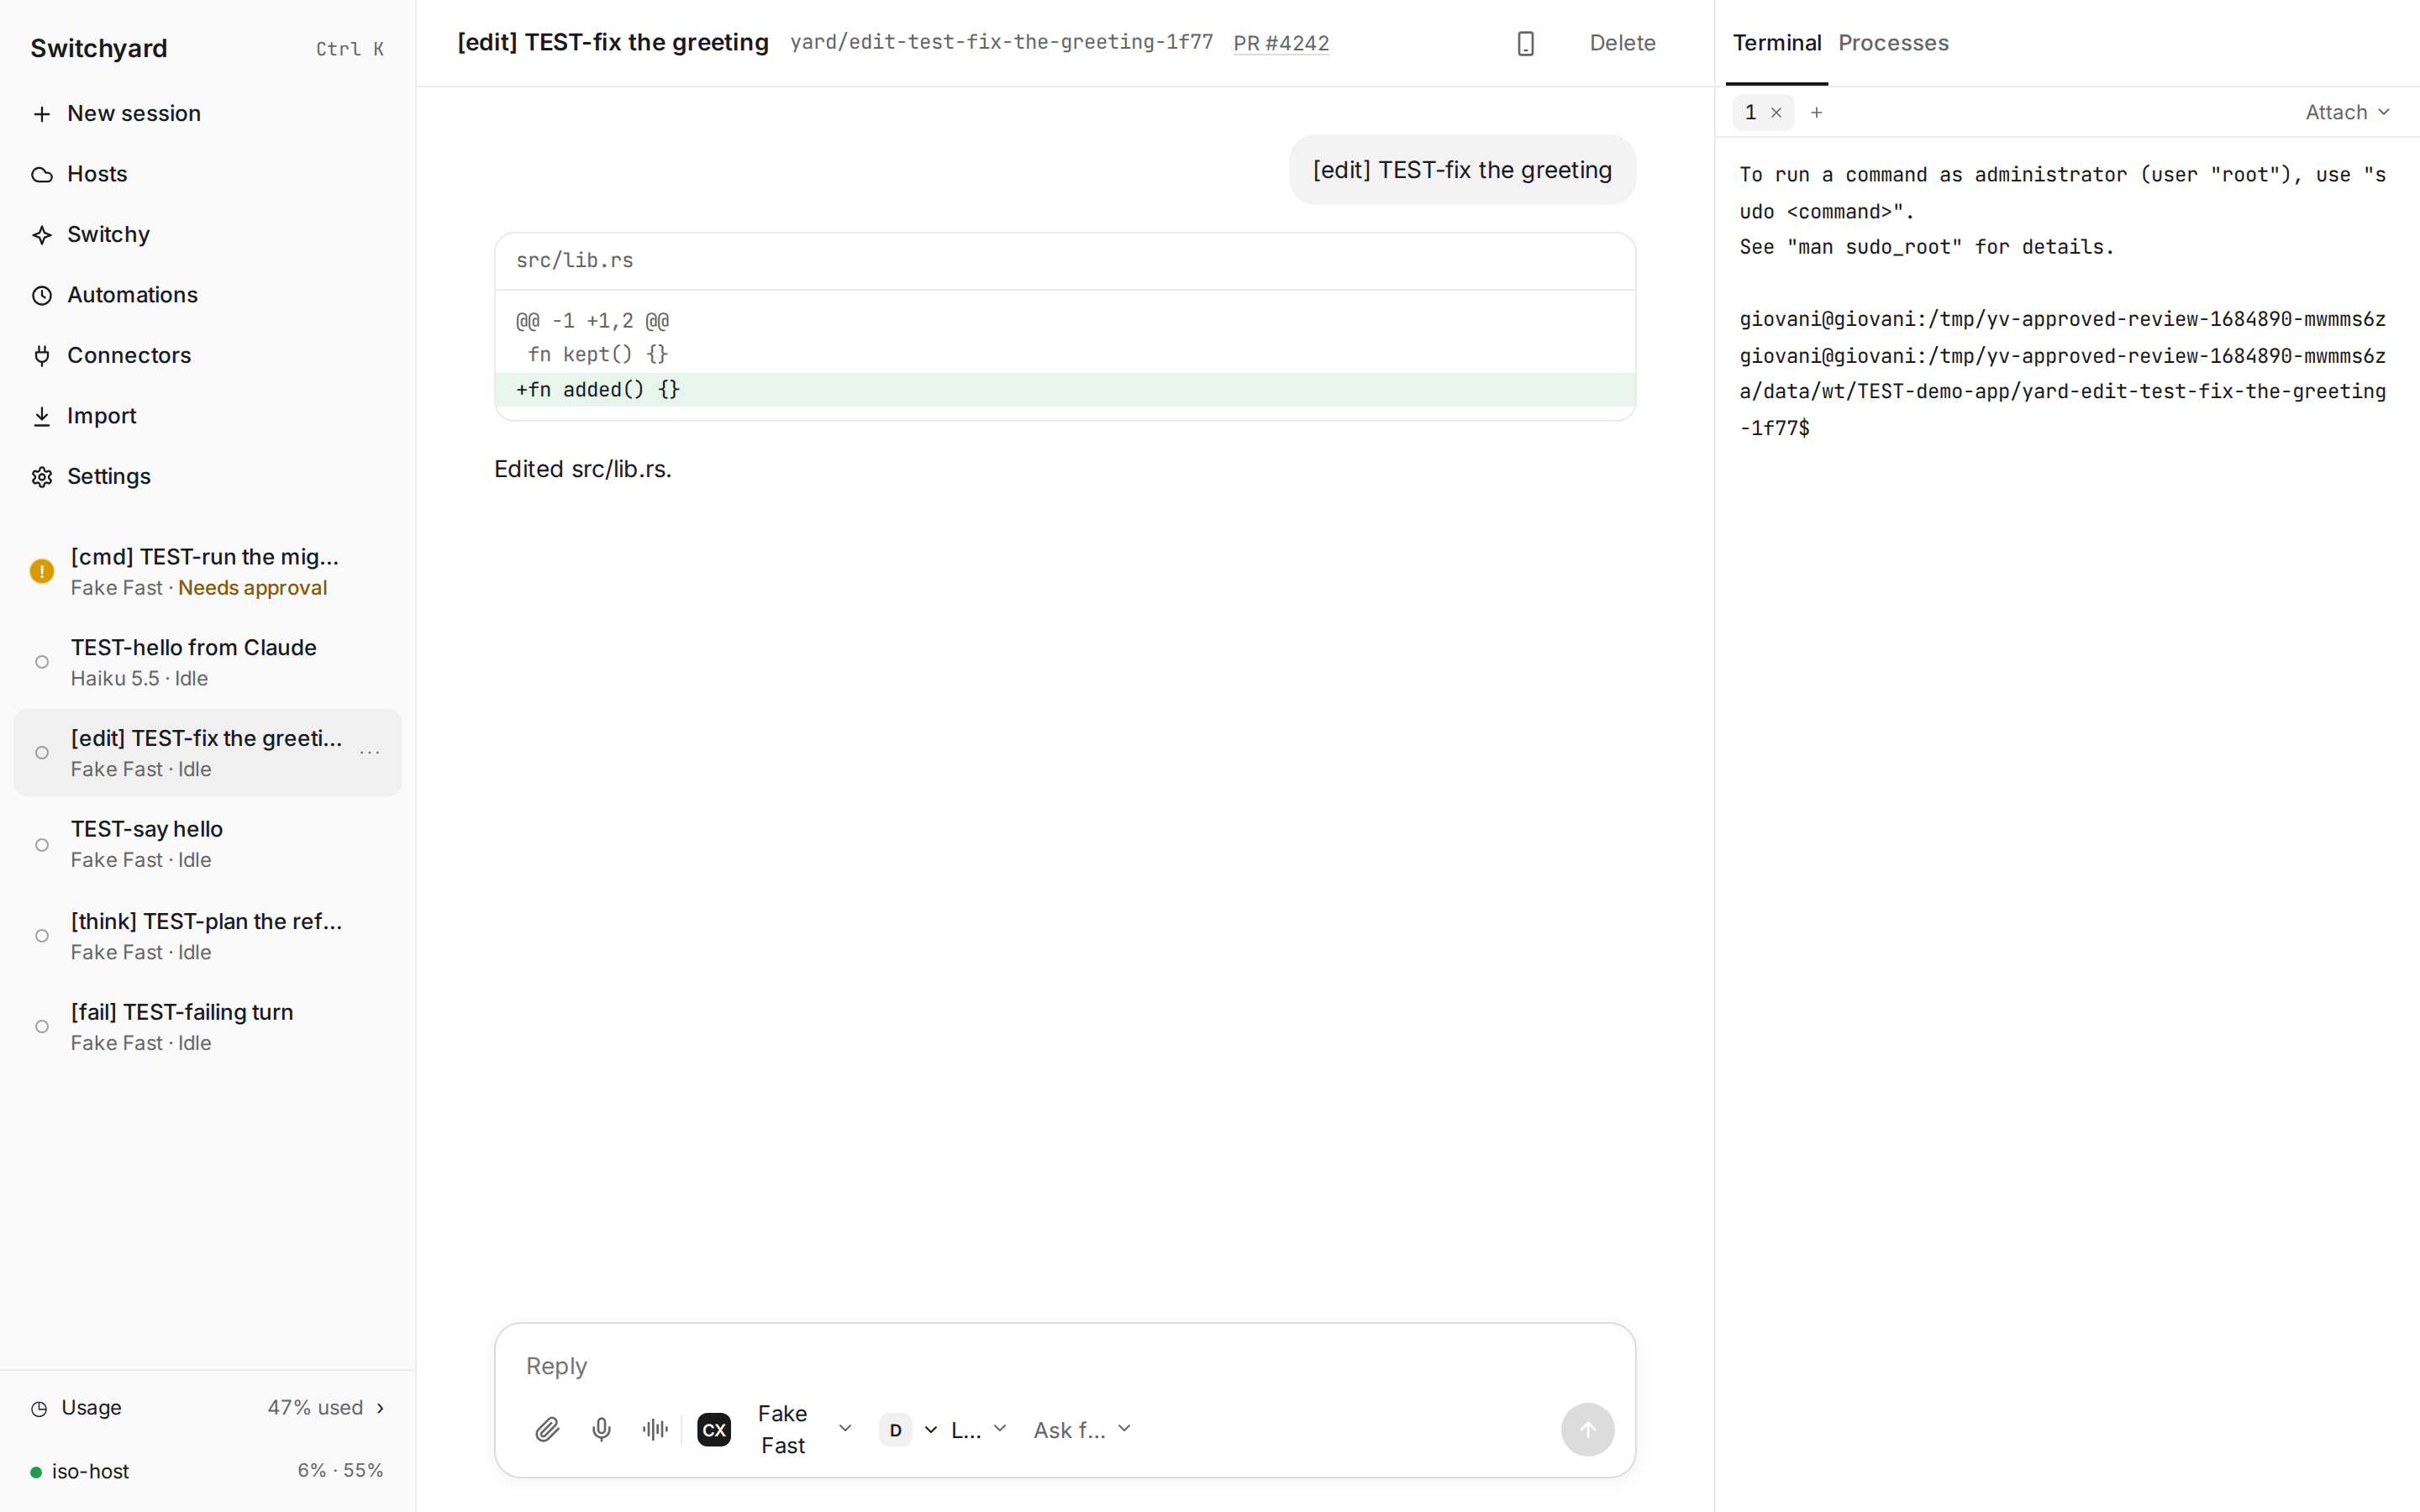 Switchyard
Ctrl K
New session
Hosts
Switchy
Automations
Connectors
Import
Settings
[cmd] TEST-run the mig...
Fake Fast · Needs approval
TEST-hello from Claude
Haiku 5.5 · Idle
[edit] TEST-fix the greeti...
Fake Fast · Idle
TEST-say hello
Fake Fast · Idle
[think] TEST-plan the ref...
Fake Fast · Idle
[fail] TEST-failing turn
Fake Fast · Idle
Usage
47% used
iso-host
6% · 55%
[edit] TEST-fix the greeting
yard/edit-test-fix-the-greeting-1f77
PR #4242
Delete
[edit] TEST-fix the greeting
src/lib.rs
@@ -1 +1,2 @@
fn kept() {}
+fn added() {}
Edited src/lib.rs.
Reply
CX
Fake
Fast
D
L...
Ask f...
Terminal
Processes
1
Attach
To run a command as administrator (user "root"), use "s
udo <command>".
See "man sudo_root" for details.
giovani@giovani:/tmp/yv-approved-review-1684890-mwmms6z
giovani@giovani:/tmp/yv-approved-review-1684890-mwmms6z
a/data/wt/TEST-demo-app/yard-edit-test-fix-the-greeting
-1f77$